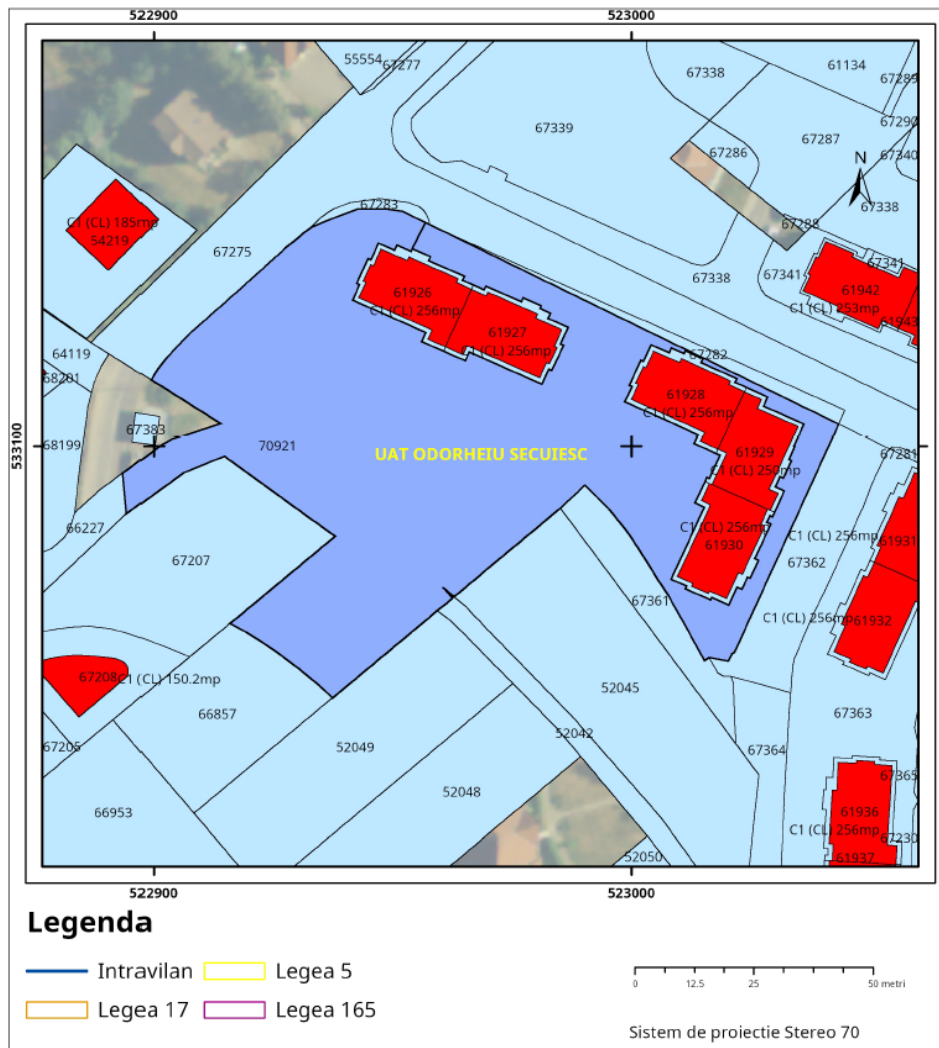 522900
523000
55554
67277
67338
61134
67289
67339
67290
67287
67286
67340
C1 (CL) 185mp
54219
67283
67338
67288
67275
67338
67341
67341
61926
C1 (CL) 256mp
61942
C1 (CL) 253mp
61943
61927
C1 (CL) 256mp
64119
67282
68201
61928
C1 (CL) 256mp
67383
68199
533100
70921
UAT ODORHEIU SECUIESC
61929
C1 (CL) 250mp
67281
66227
C1 (CL) 256mp
61930
C1 (CL) 256mp
61931
67207
67362
67361
C1 (CL) 256mp
61932
67208
C1 (CL) 150.2mp
52045
66857
67363
67205
52049
52042
67364
67365
52048
66953
61936
C1 (CL) 256mp
67230
52050
61937
522900
523000
N
Legenda
Intravilan
Legea 5
Legea 17
Legea 165
0 12.5 25 50 metri
Sistem de proiectie Stereo 70